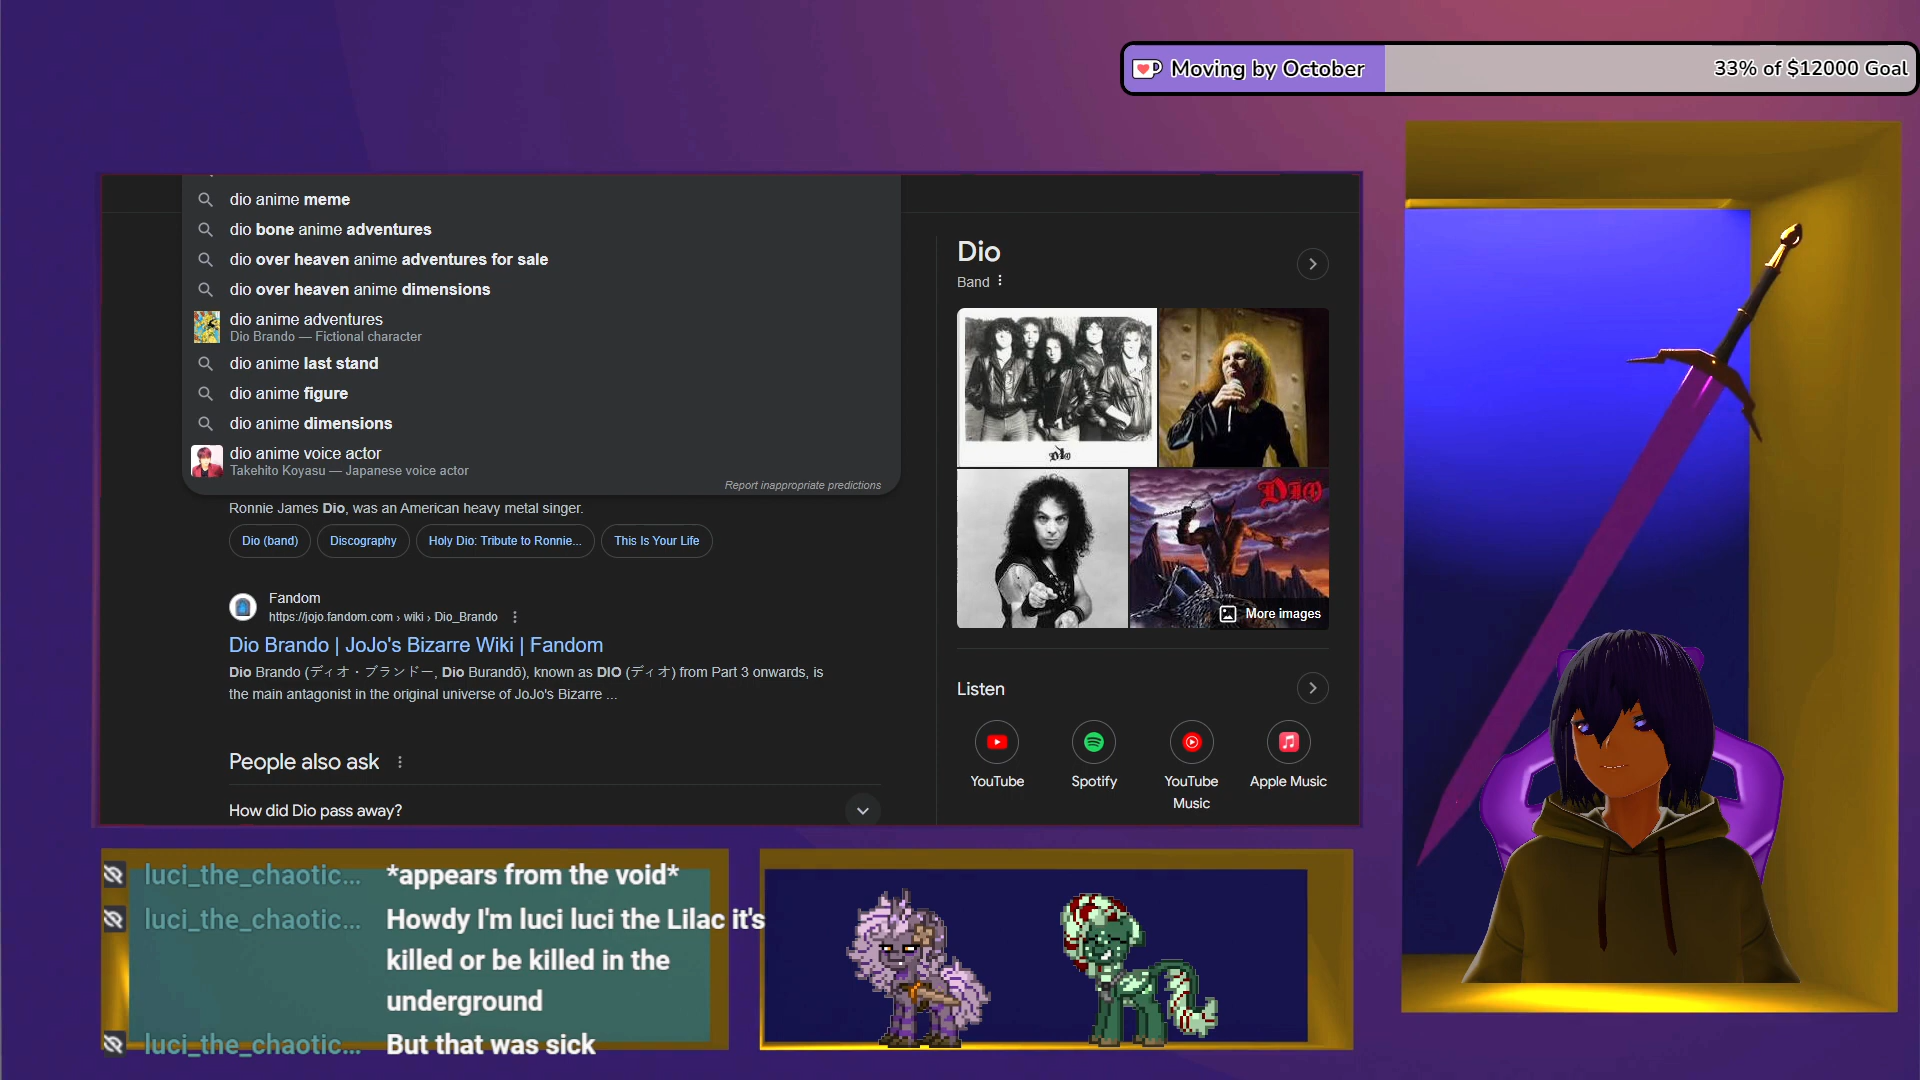 Moving by October
33% of $12000 Goal
dio anime meme
dio bone anime adventures
dio over heaven anime adventures for sale
dio over heaven anime dimensions
dio anime adventures
Dio Brando — Fictional character
dio anime last stand
dio anime figure
dio anime dimensions
dio anime voice actor
Takehito Koyasu — Japanese voice actor
Report inappropriate predictions
Ronnie James Dio, was an American heavy metal singer.
Dio (band)
Discography
Holy Dio: Tribute to Ronnie...
This Is Your Life
Fandom
https://jojo.fandom.com › wiki › Dio_Brando
Dio Brando | JoJo's Bizarre Wiki | Fandom
Dio Brando (ディオ・ブランドー, Dio Burandō), known as DIO (ディオ) from Part 3 onwards, is
the main antagonist in the original universe of JoJo's Bizarre ...
People also ask
How did Dio pass away?
Dio
Band
Dio
DIO
More images
Listen
YouTube
Spotify
YouTube
Music
Apple Music
luci_the_chaotic... *appears from the void*
luci_the_chaotic... Howdy I'm luci luci the Lilac it's
killed or be killed in the
underground
luci_the_chaotic... But that was sick